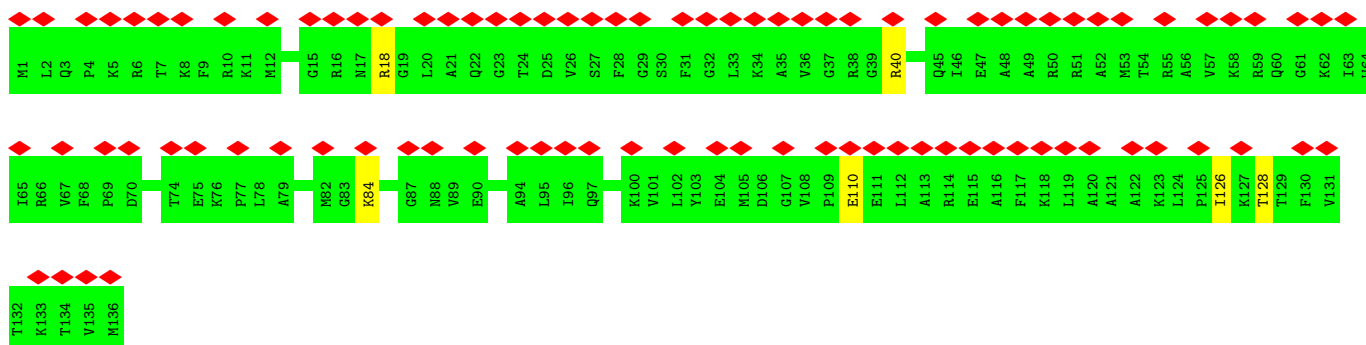 M1 L2 Q3 P4 K5 R6 T7 K8 F9 R10 K11 M12 G15 R16 N17 R18 G19 L20 A21 Q22 G23 T24 D25 V26 S27 F28 G29 S30 F31 G32 L33 K34 A35 V36 G37 R38 G39 R40 Q45 I46 E47 A48 A49 R50 R51 A52 M53 T54 R55 A56 V57 K58 R59 Q60 G61 K62 I63
I65 R66 V67 F68 P69 D70 T74 E75 K76 P77 L78 A79 M82 G83 K84 G87 N88 V89 E90 A94 L95 I96 Q97 K100 V101 L102 Y103 E104 M105 D106 G107 V108 P109 E110 E111 L112 A113 R114 E115 A116 F117 K118 L119 A120 A121 A122 K123 L124 P125 I126 K127 T128 T129 F130 V131
T132 K133 T134 V135 M136